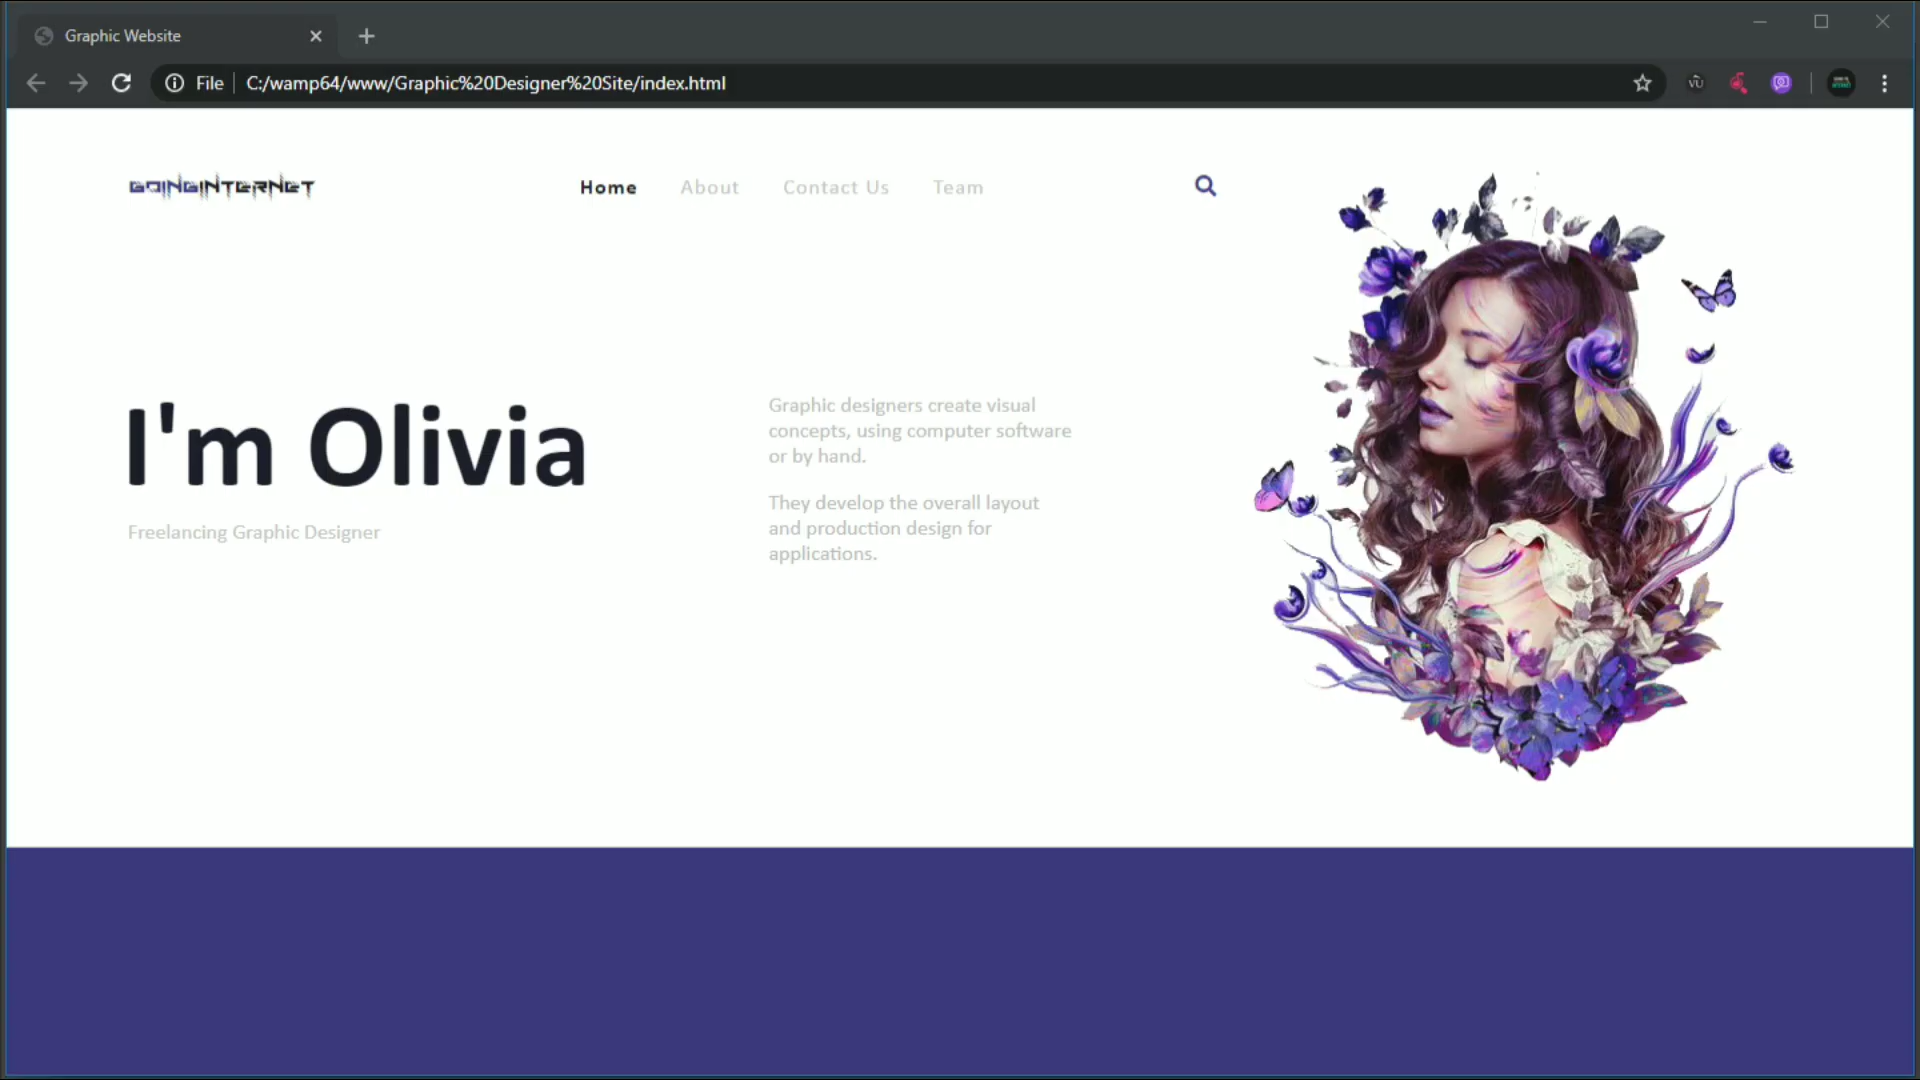 Graphic Website
File
C:/wamp64/www/Graphic%20Designer%20Site/index.html
GOINGINTERNET
Home About Contact Us Team
I'm Olivia
Freelancing Graphic Designer
Graphic designers create visual
concepts, using computer software
or by hand.
They develop the overall layout
and production design for
applications.